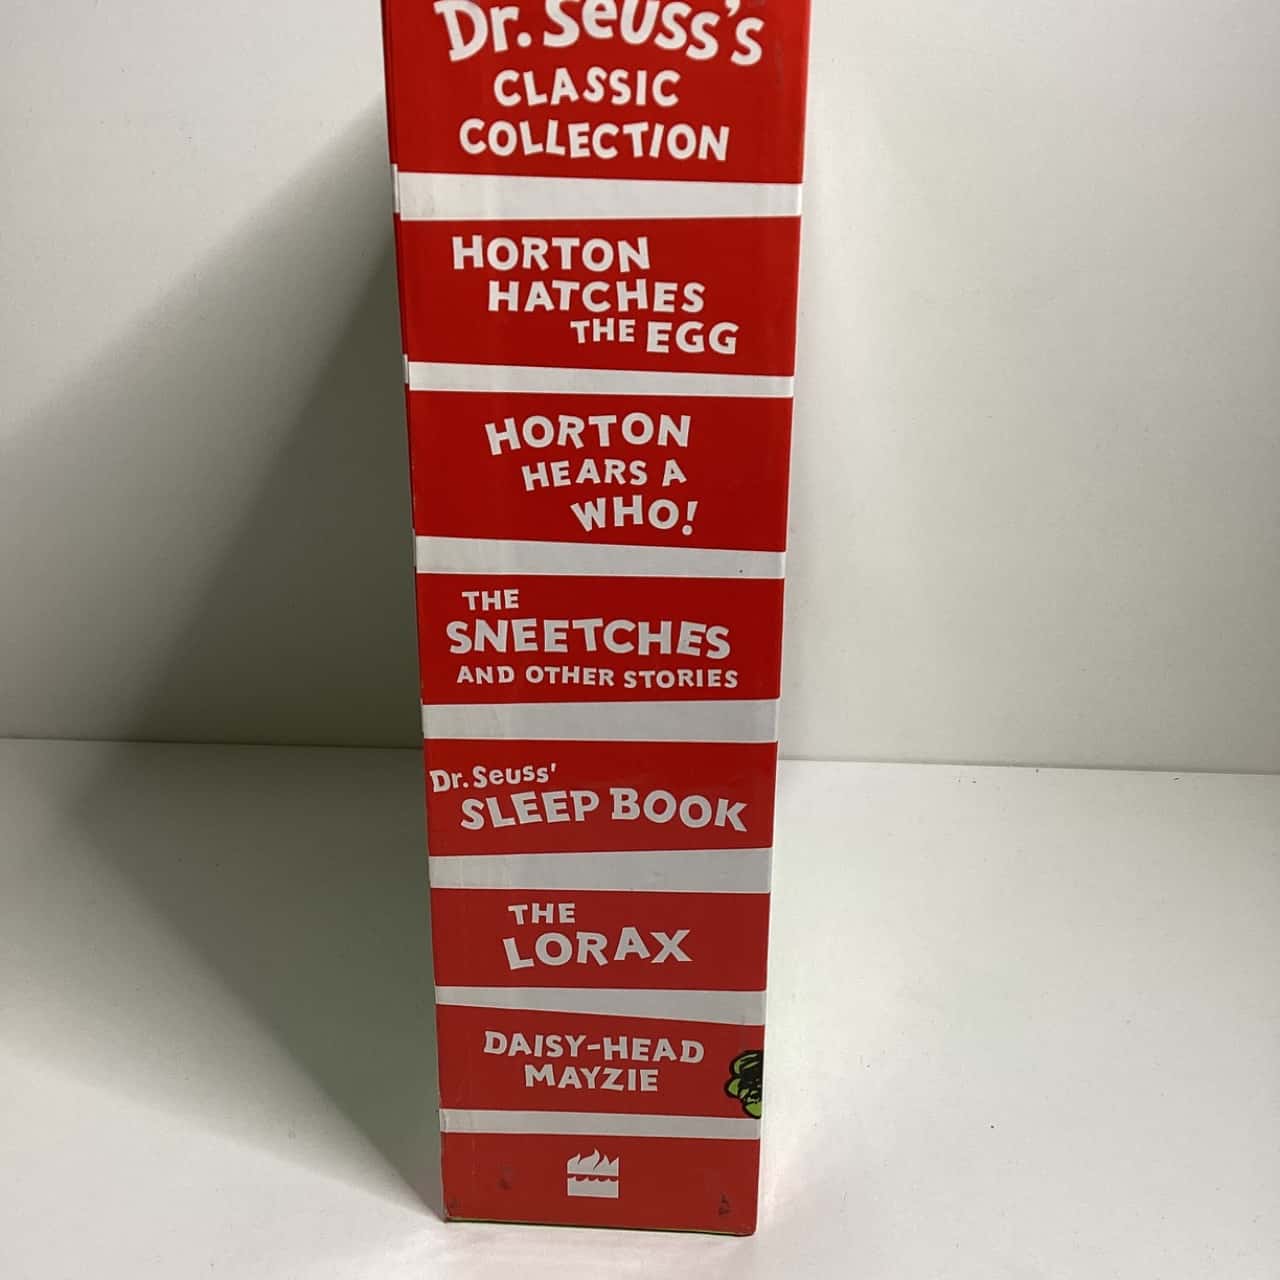 Dr. Seuss's
CLASSIC
COLLECTION
HORTON
HATCHES
THE EGG
HORTON
HEARS A
WHO!
THE
SNEETCHES
AND OTHER STORIES
Dr. Seuss'
SLEEP BOOK
THE
LORAX
DAISY-HEAD
MAYZIE